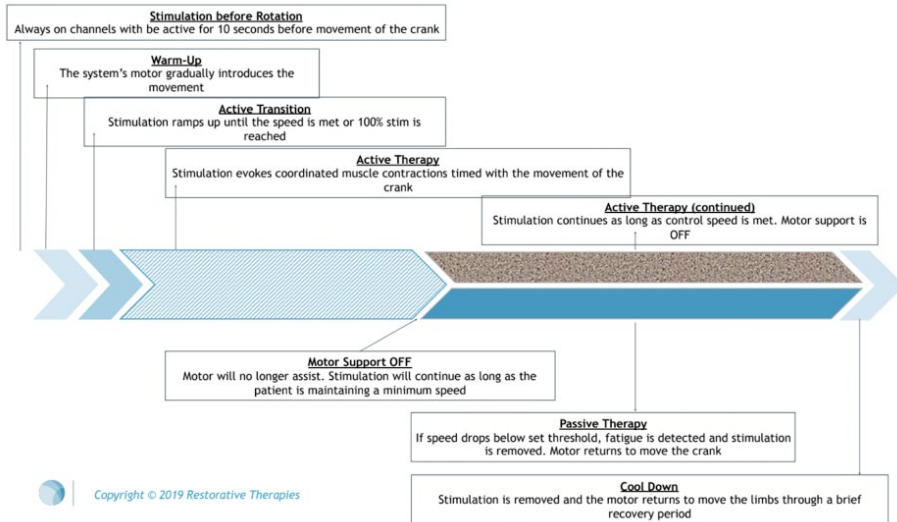 Stimulation before Rotation
Always on channels with be active for 10 seconds before movement of the crank
Warm-Up
The system's motor gradually introduces the
movement
Active Transition
Stimulation ramps up until the speed is met or 100% stim is
reached
Active Therapy
Stimulation evokes coordinated muscle contractions timed with the movement of the
crank
Active Therapy (continued)
Stimulation continues as long as control speed is met. Motor support is
OFF
Motor Support OFF
Motor will no longer assist. Stimulation will continue as long as the
patient is maintaining a minimum speed
Passive Therapy
If speed drops below set threshold, fatigue is detected and stimulation
is removed. Motor returns to move the crank
Cool Down
Stimulation is removed and the motor returns to move the limbs through a brief
recovery period
Copyright © 2019 Restorative Therapies